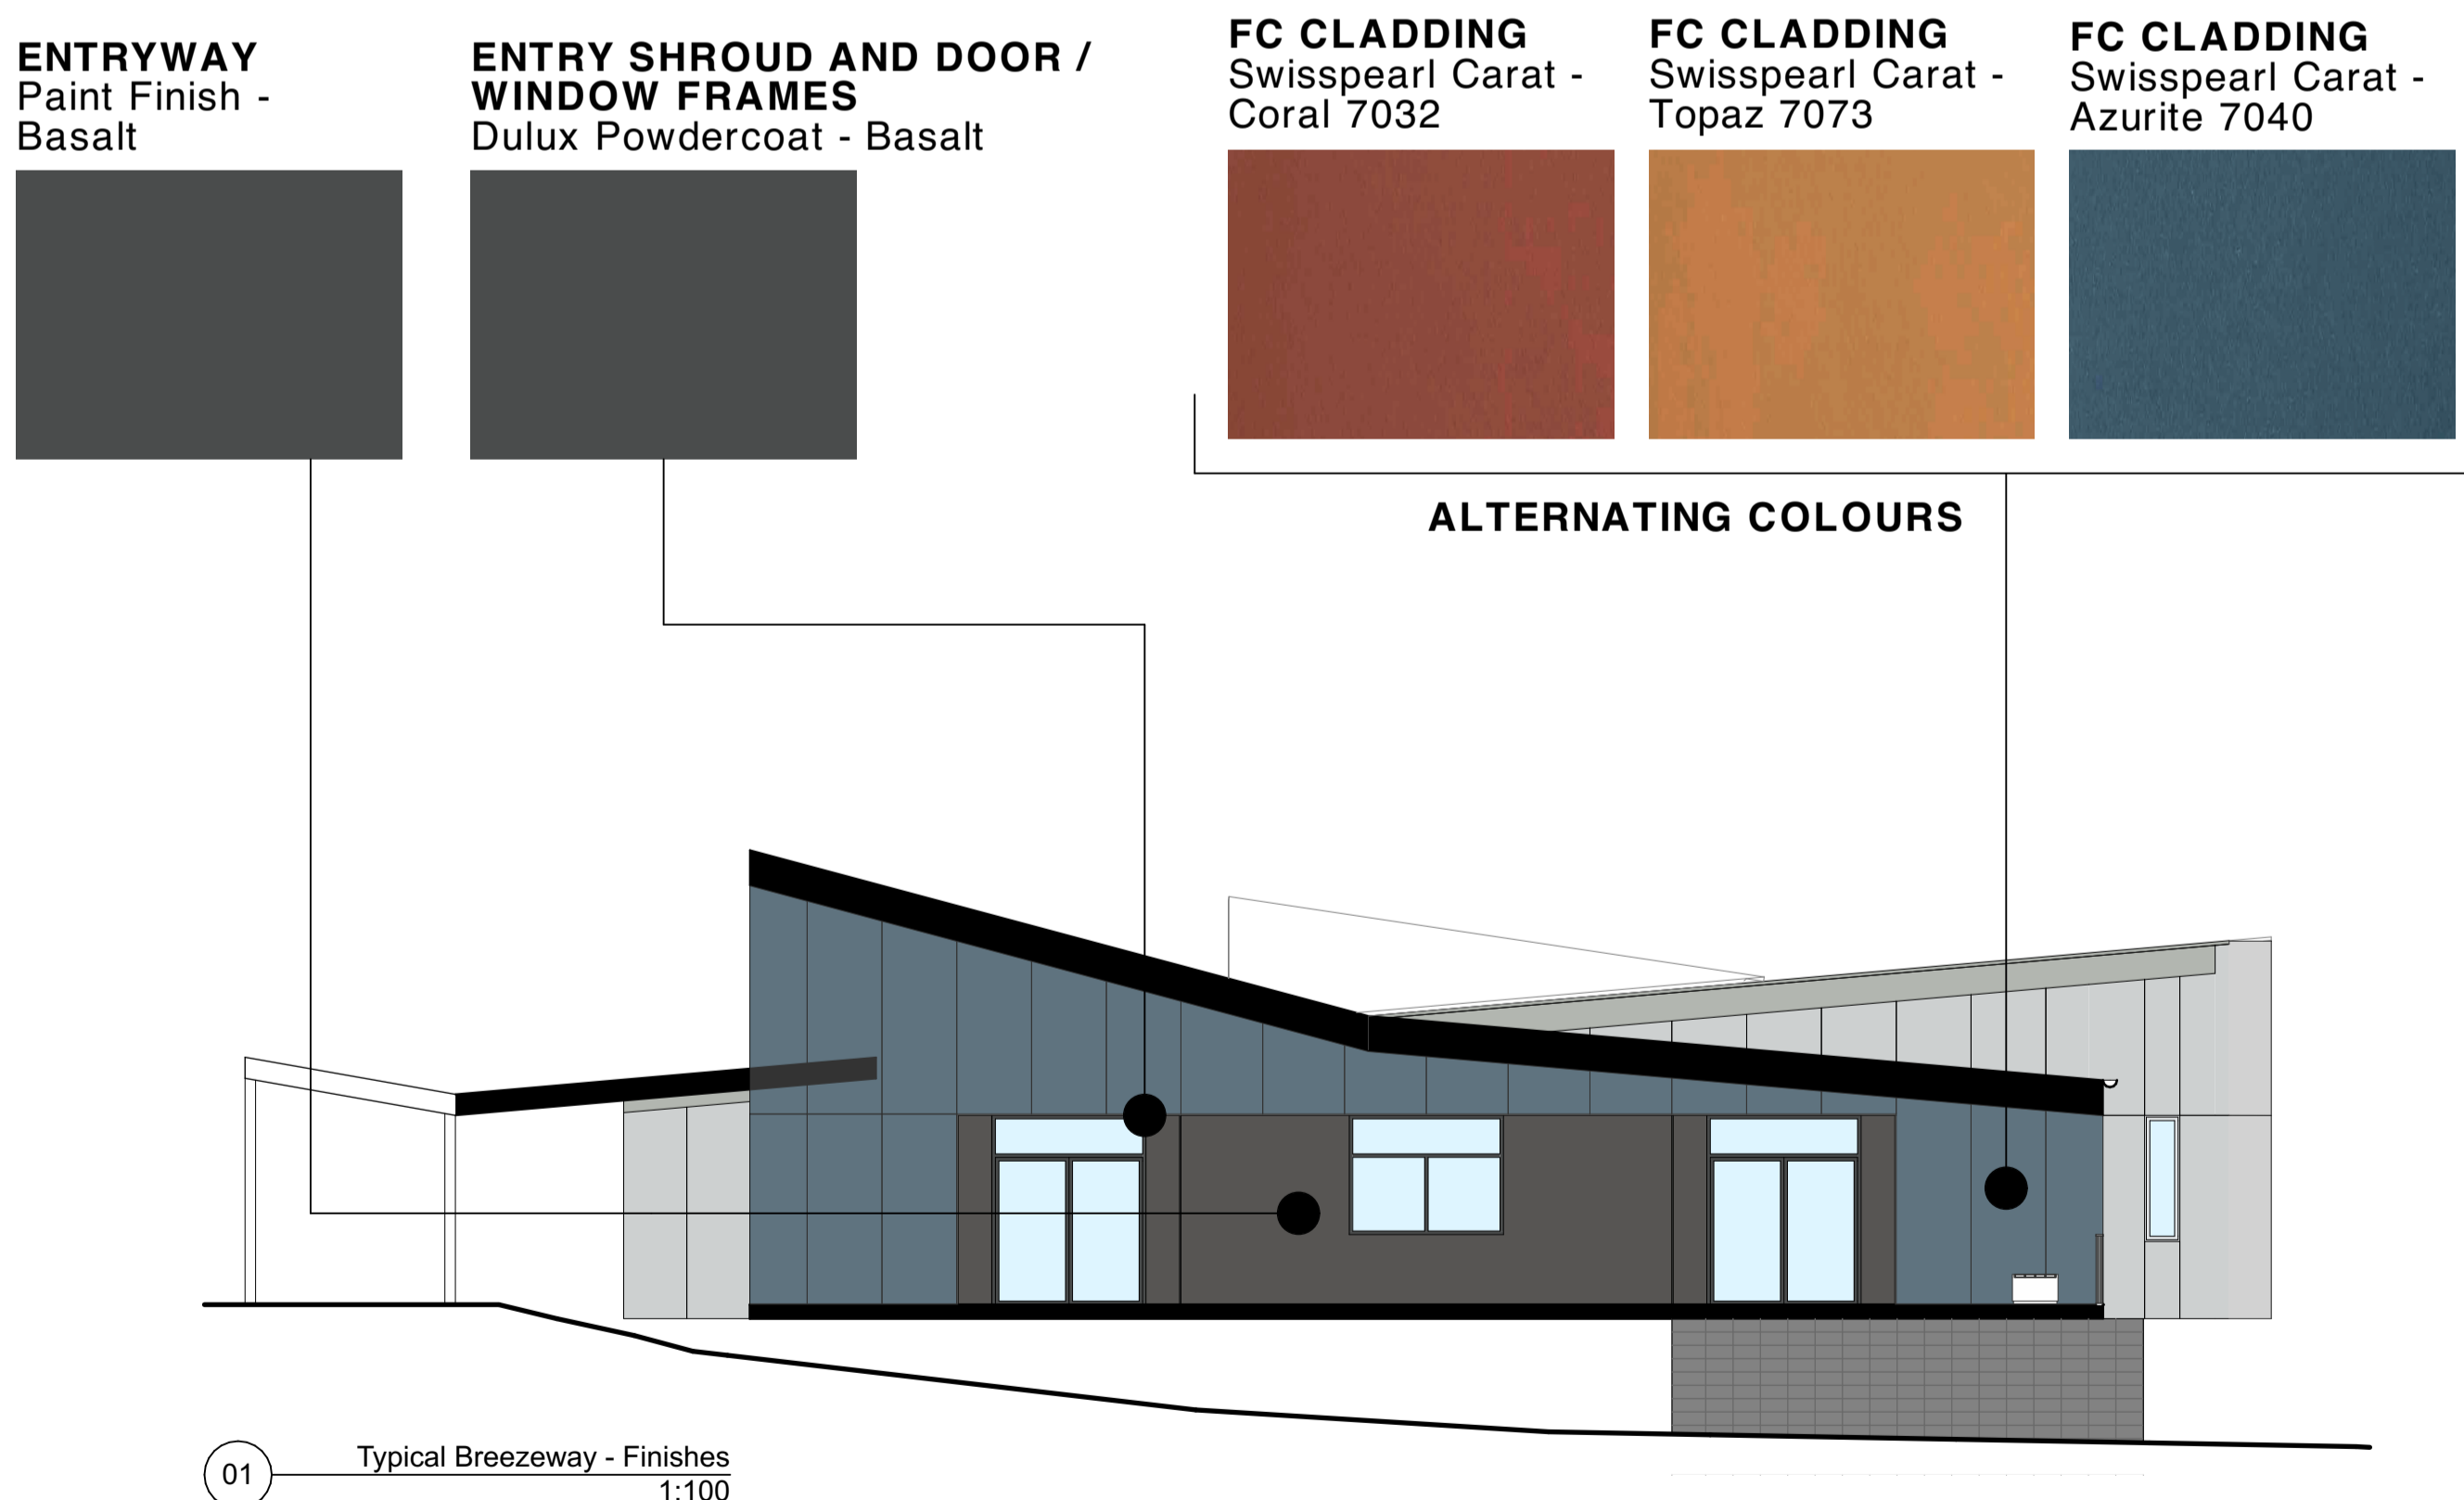 ENTRYWAY
Paint Finish -
Basalt
ENTRY SHROUD AND DOOR /
WINDOW FRAMES
Dulux Powdercoat - Basalt
FC CLADDING
Swisspearl Carat -
Coral 7032
FC CLADDING
Swisspearl Carat -
Topaz 7073
FC CLADDING
Swisspearl Carat -
Azurite 7040
ALTERNATING COLOURS
01
Typical Breezeway - Finishes
1:100